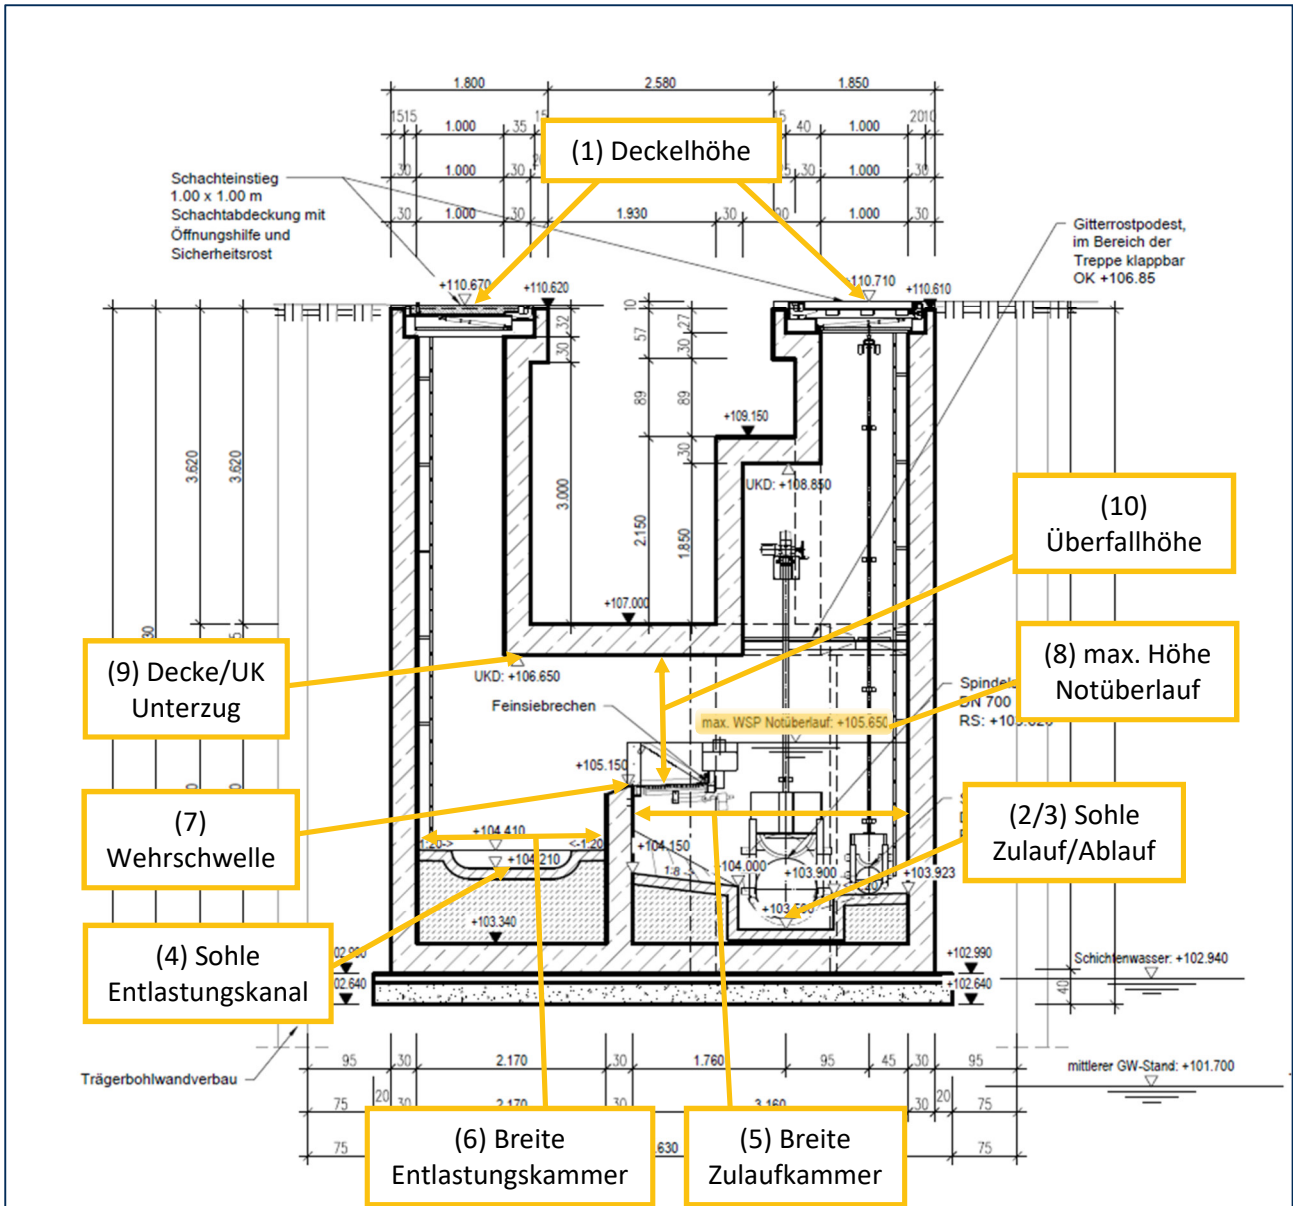 1.800 2.580 1.850
1515 1.000 35 15 40 1.000 2010
(1) Deckelhöhe
30 1.000 30 30 1.000 30
30 1.000 30 1.930 30 90 1.000 30
Schachteinstieg
1.00 x 1.00 m
Schachtabdeckung mit
Öffnungshilfe und
Sicherheitsrost
Gitterrostpodest,
im Bereich der
Treppe klappbar
OK +106.85
+110.670 +110.620 +110.710 +110.610
10
32 57 27
30 30
89 89
+109.150
30
UKD: +108.850
3.620 3.620 3.000 2.150 1.850
(10)
Überfallhöhe
+107.000
30
(9) Decke/UK
Unterzug
UKD: +106.650
(8) max. Höhe
Notüberlauf
Feinsiebrechen
max. WSP Notüberlauf: +105.650
DN 700
+105.150
(7)
Wehrschwelle
(2/3) Sohle
Zulauf/Ablauf
1:20-> +104.410 <-1:20
+104.210
+104.150
1:8
+104.000 +103.900 +103.923
+103.340
(4) Sohle
Entlastungskanal
+102.990 Schichtenwasser: +102.940
+102.640 +102.640
40
95 30 2.170 30 1.760 95 45 30 95
mittlerer GW-Stand: +101.700
Trägerbohlwandverbau
75 20 30 2.170 30 3.160 30 20 75
75 75
(6) Breite
Entlastungskammer
(5) Breite
Zulaufkammer